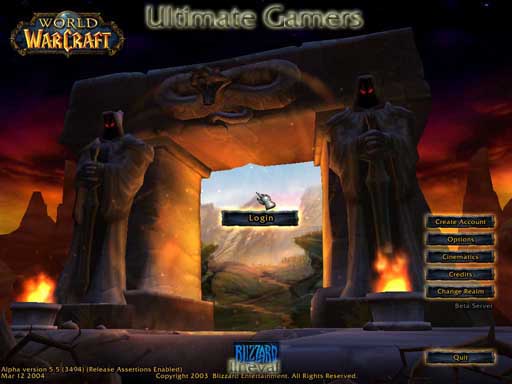 Ultimate Gamers
WORLD
OF
WARCRAFT
Login
Create Account
Options
Cinematics
Credits
Change Realm
Beta Server
BLIZZARD
Alpha version 5.5 (3494) (Release Assertions Enabled)
Mar 12 2004
Copyright 2003 Blizzard Entertainment. All Rights Reserved.
Quit